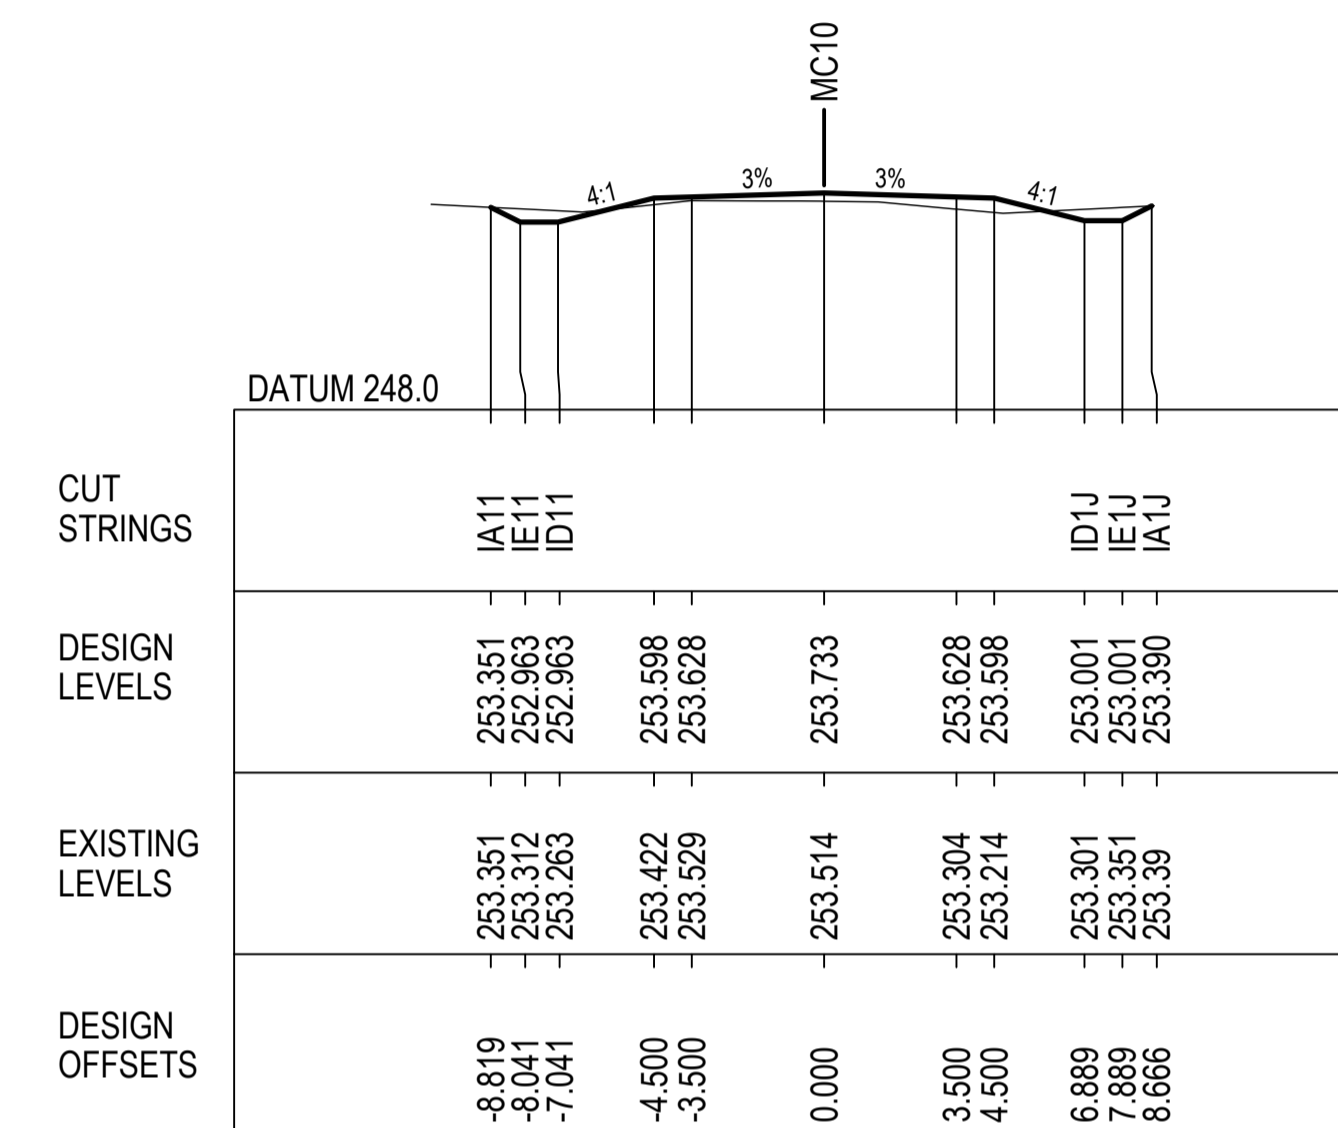 MC10
4:1
3%
3%
4:1
DATUM 248.0
CUT
STRINGS
IA11
IE11
ID11
ID1J
IE1J
IA1J
DESIGN
LEVELS
253.351
252.963
252.963
253.598
253.628
253.733
253.628
253.598
253.001
253.001
253.390
EXISTING
LEVELS
253.351
253.312
253.263
253.422
253.529
253.514
253.304
253.214
253.301
253.351
253.39
DESIGN
OFFSETS
-8.819
-8.041
-7.041
-4.500
-3.500
0.000
3.500
4.500
6.889
7.889
8.666